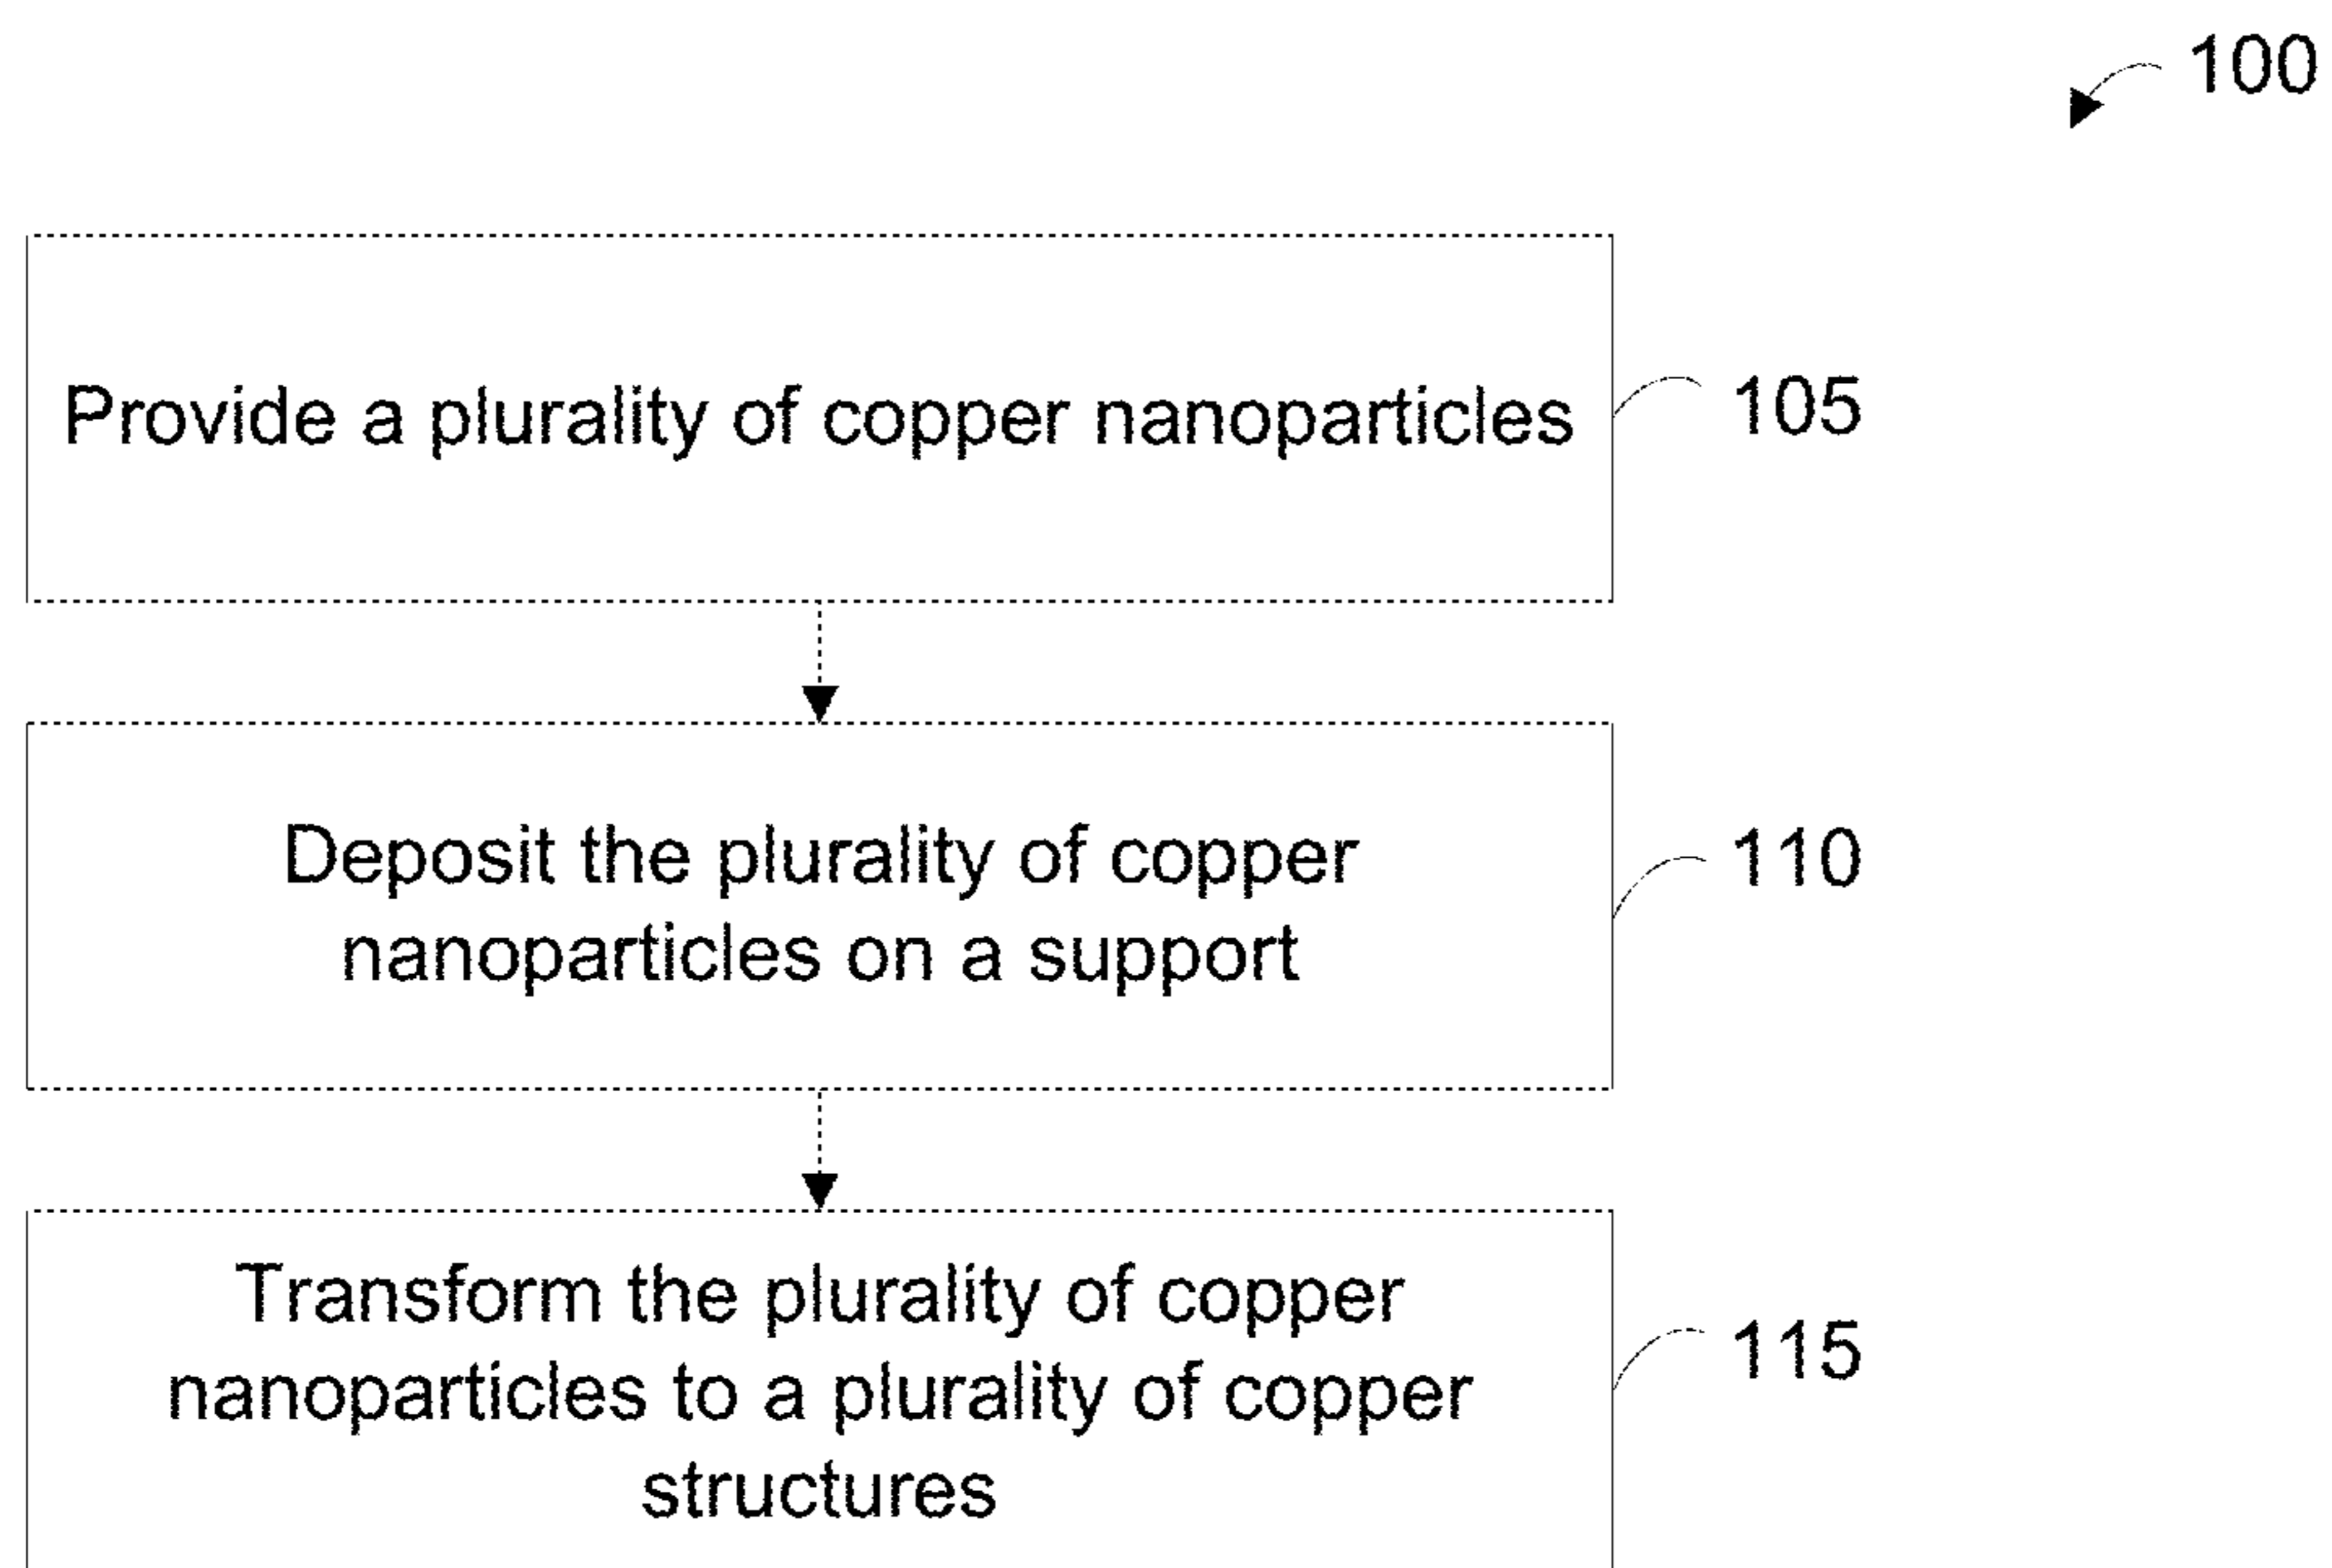 100
Provide a plurality of copper nanoparticles
105
Deposit the plurality of copper
nanoparticles on a support
110
Transform the plurality of copper
nanoparticles to a plurality of copper
structures
115